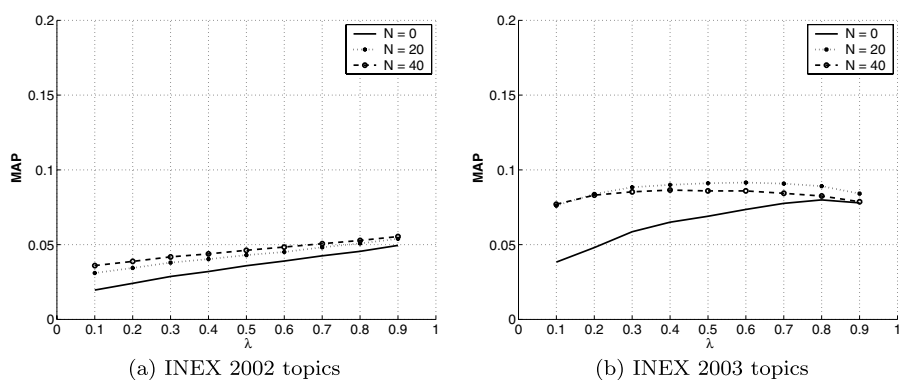 0.2
0.15
0.1
0.05
0
MAP
N = 0
N = 20
N = 40
0 0.1 0.2 0.3 0.4 0.5 0.6 0.7 0.8 0.9 1
λ
(a) INEX 2002 topics
0.2
0.15
0.1
0.05
0
MAP
N = 0
N = 20
N = 40
0 0.1 0.2 0.3 0.4 0.5 0.6 0.7 0.8 0.9 1
λ
(b) INEX 2003 topics